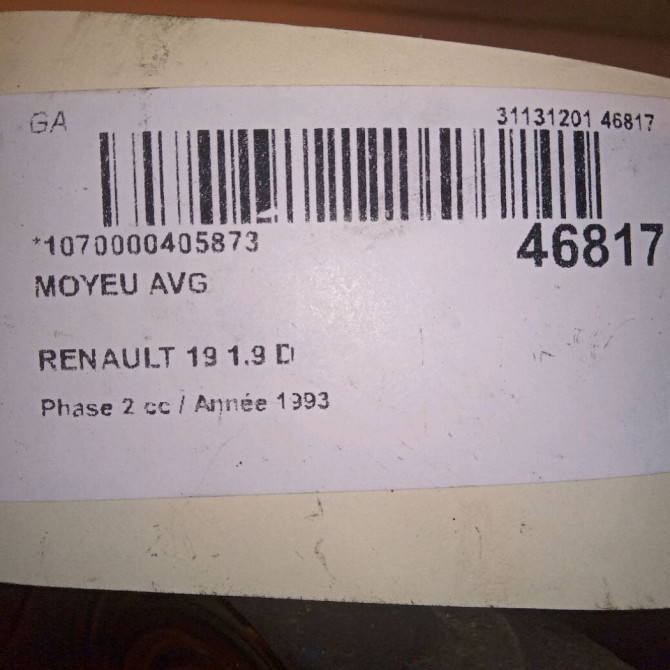 GA 31131201 46817
*1070000405873 46817
MOYEU AVG
RENAULT 19 1.9 D
Phase 2 cc / Année 1993